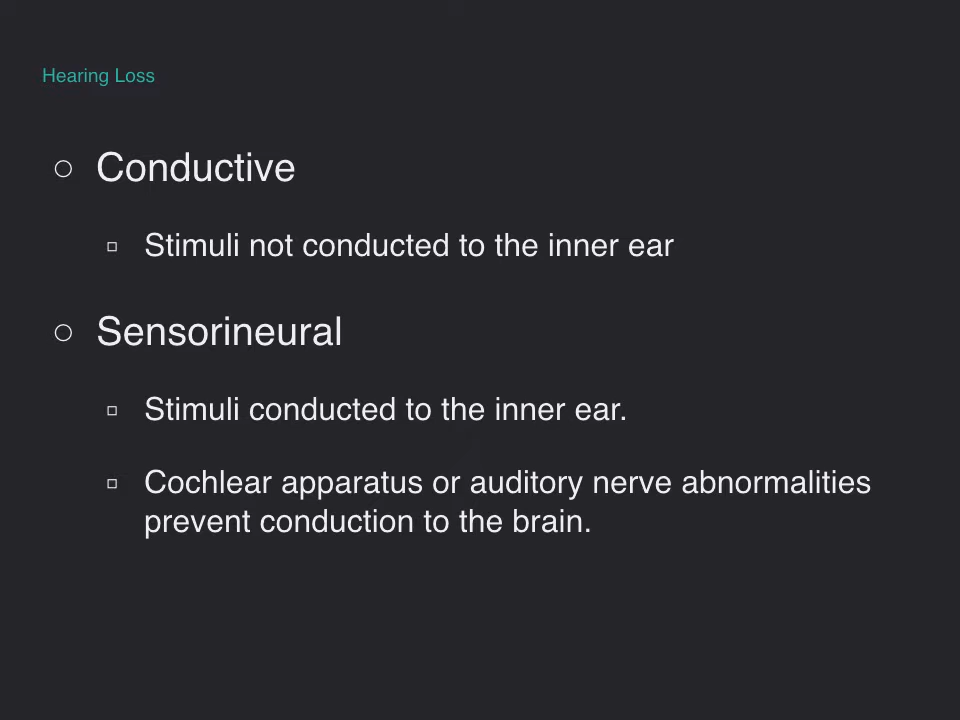 Hearing Loss
Conductive
Stimuli not conducted to the inner ear
Sensorineural
Stimuli conducted to the inner ear.
Cochlear apparatus or auditory nerve abnormalities
prevent conduction to the brain.